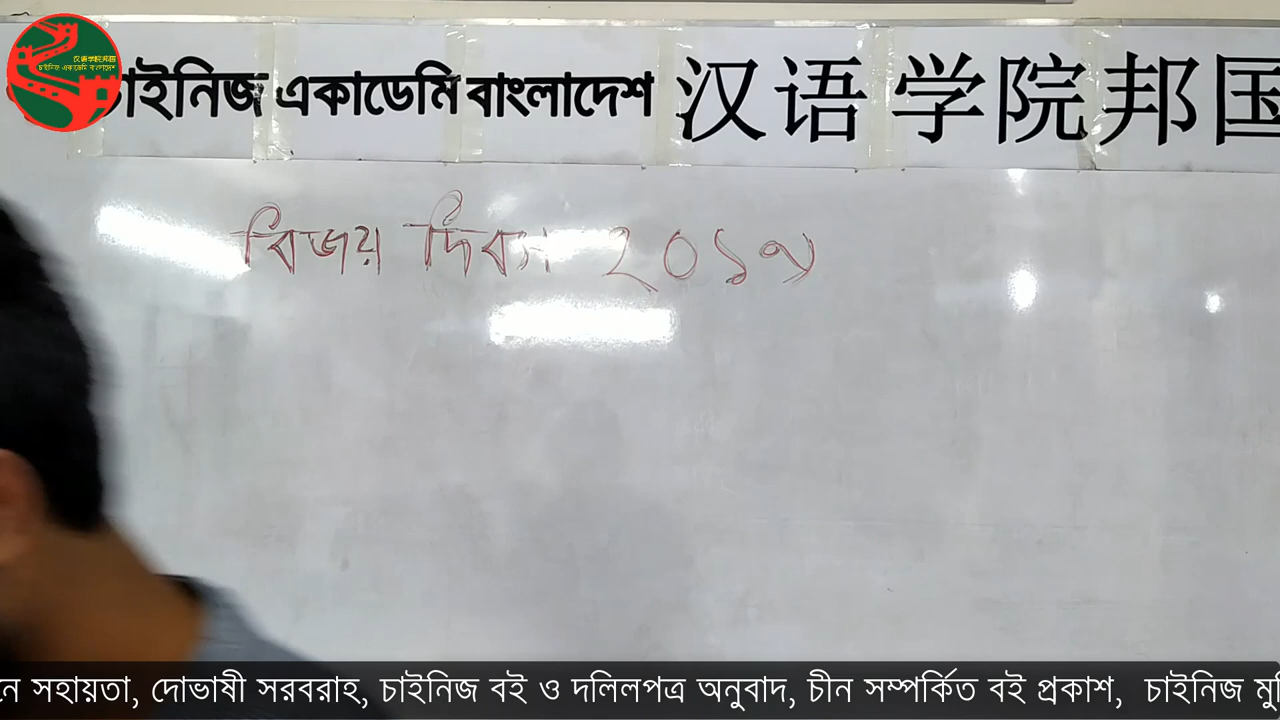 চাইনিজ একাডেমি বাংলাদেশ 汉语学院邦国
বিজয় দিবস ২০১৯
নে সহায়তা, দোভাষী সরবরাহ, চাইনিজ বই ও দলিলপত্র অনুবাদ, চীন সম্পর্কিত বই প্রকাশ, চাইনিজ